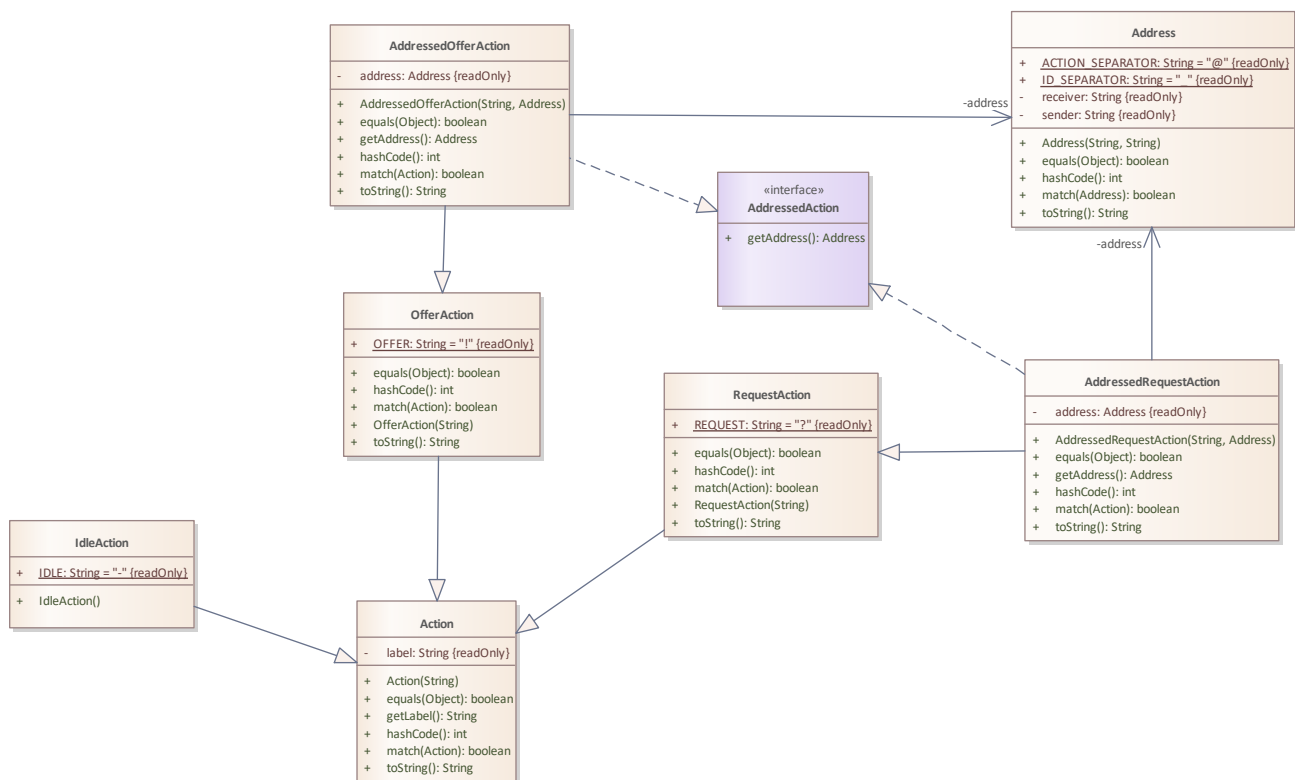 AddressedOfferAction
- address: Address {readOnly}
+ AddressedOfferAction(String, Address)
+ equals(Object): boolean
+ getAddress(): Address
+ hashCode(): int
+ match(Action): boolean
+ toString(): String
Address
+ ACTION_SEPARATOR: String = "@" {readOnly}
+ ID_SEPARATOR: String = "_" {readOnly}
- receiver: String {readOnly}
- sender: String {readOnly}
+ Address(String, String)
+ equals(Object): boolean
+ hashCode(): int
+ match(Address): boolean
+ toString(): String
-address
«interface»
AddressedAction
+ getAddress(): Address
-address
OfferAction
+ OFFER: String = "!" {readOnly}
+ equals(Object): boolean
+ hashCode(): int
+ match(Action): boolean
+ OfferAction(String)
+ toString(): String
RequestAction
+ REQUEST: String = "?" {readOnly}
+ equals(Object): boolean
+ hashCode(): int
+ match(Action): boolean
+ RequestAction(String)
+ toString(): String
AddressedRequestAction
- address: Address {readOnly}
+ AddressedRequestAction(String, Address)
+ equals(Object): boolean
+ getAddress(): Address
+ hashCode(): int
+ match(Action): boolean
+ toString(): String
IdleAction
+ IDLE: String = "-" {readOnly}
+ IdleAction()
Action
- label: String {readOnly}
+ Action(String)
+ equals(Object): boolean
+ getLabel(): String
+ hashCode(): int
+ match(Action): boolean
+ toString(): String